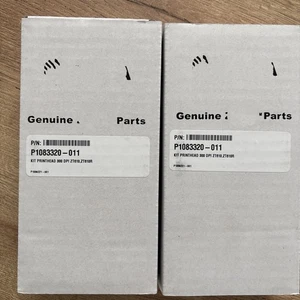 Genuine Parts
P/N:
P1083320-011
KIT PRINTHEAD 300 DPI ZT610,ZT610R
Genuine Parts
P/N:
P1083320-011
KIT PRINTHEAD 300 DPI ZT610,ZT610R